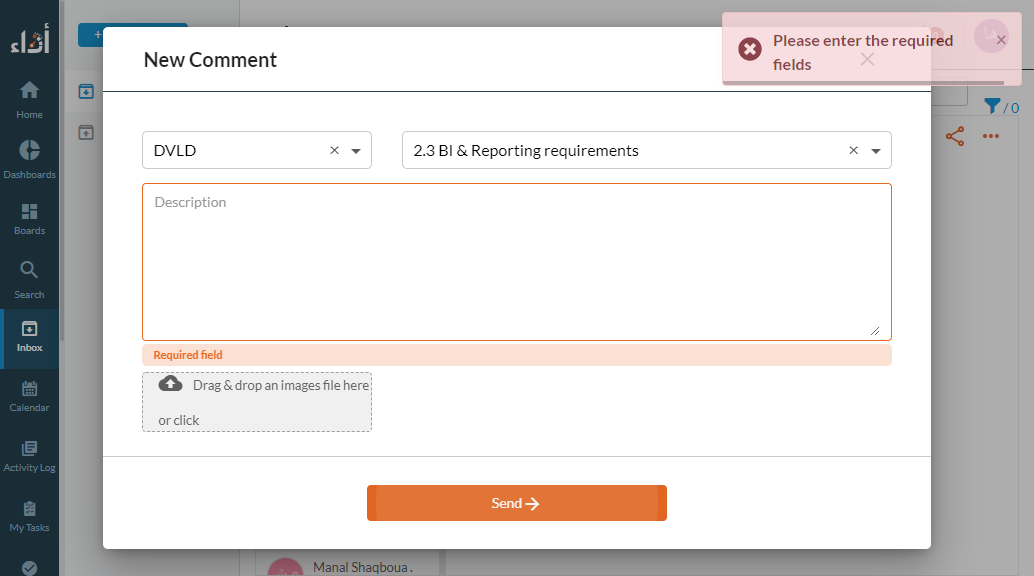 أداء
Home
Dashboards
Boards
Search
Inbox
Calendar
Activity Log
My Tasks
+
New Comment
Please enter the required
fields
/ 0
DVLD
2.3 BI & Reporting requirements
Description
Required field
Drag & drop an images file here
or click
Send
Manal Shaqboua .